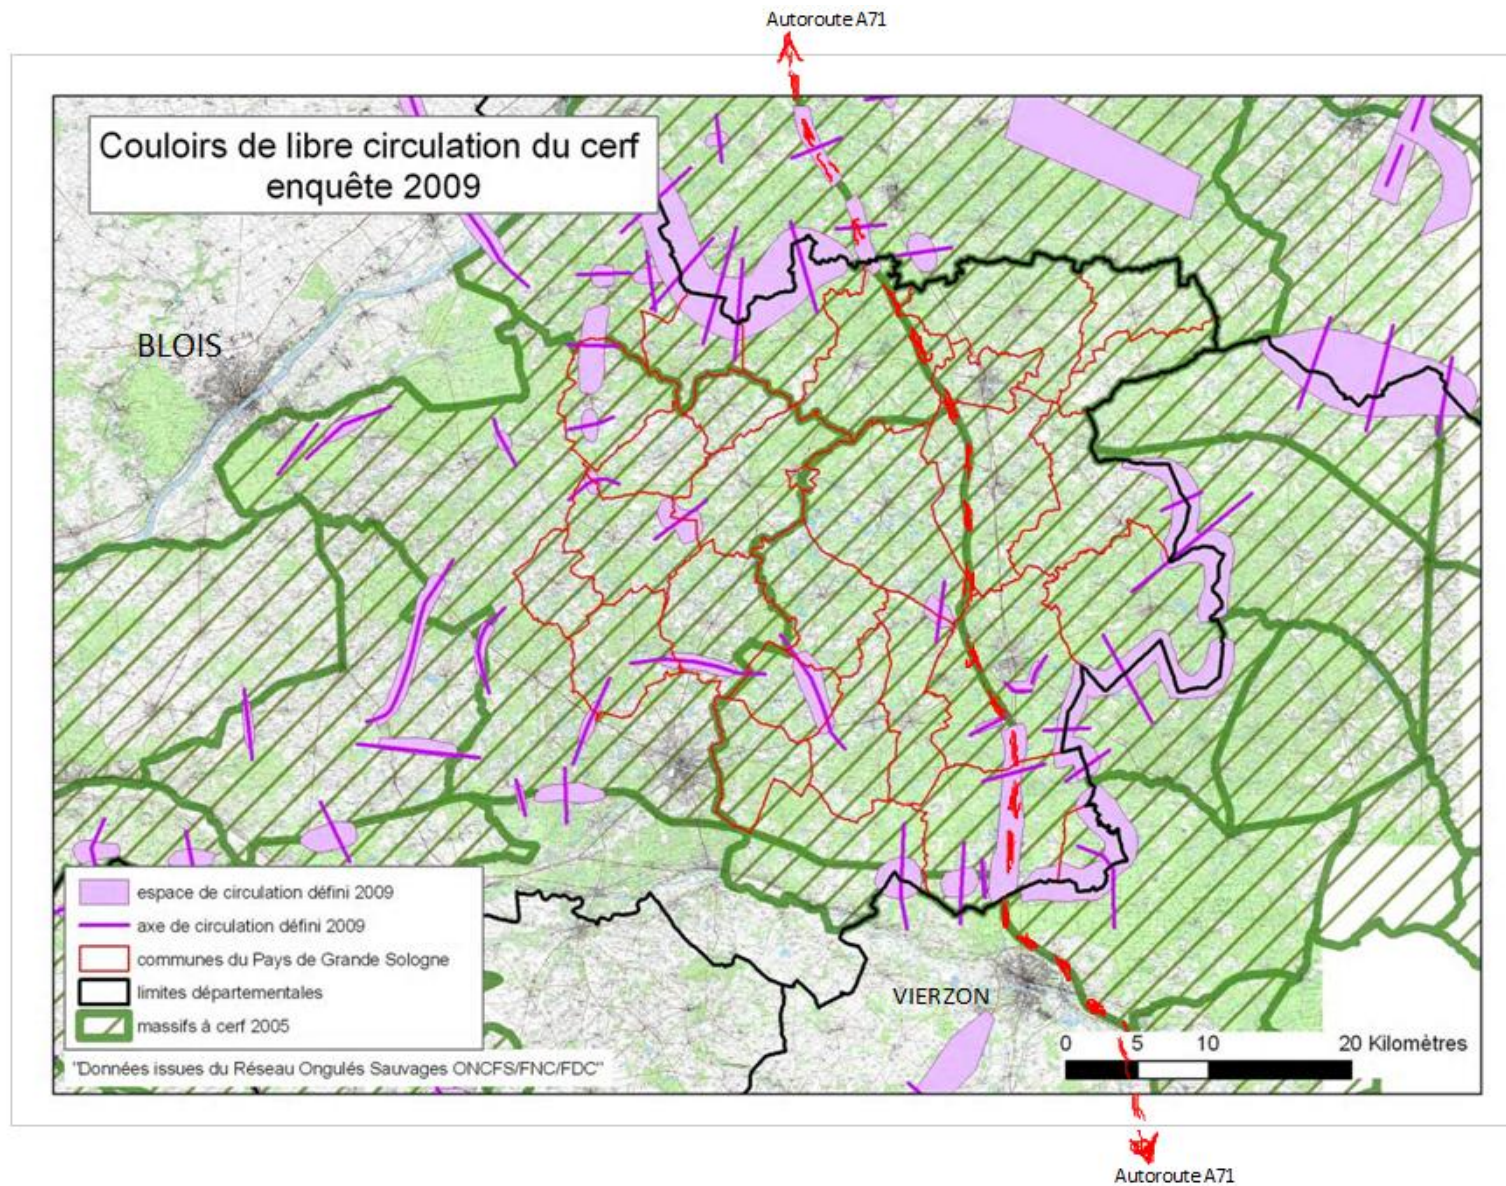 Autoroute A71
Couloirs de libre circulation du cerf
enquête 2009
BLOIS
espace de circulation défini 2009
axe de circulation défini 2009
communes du Pays de Grande Sologne
limites départementales
massifs à cerf 2005
"Données issues du Réseau Ongulés Sauvages ONCFS/FNC/FDC"
VIERZON
0 5 10 20 Kilomètres
Autoroute A71